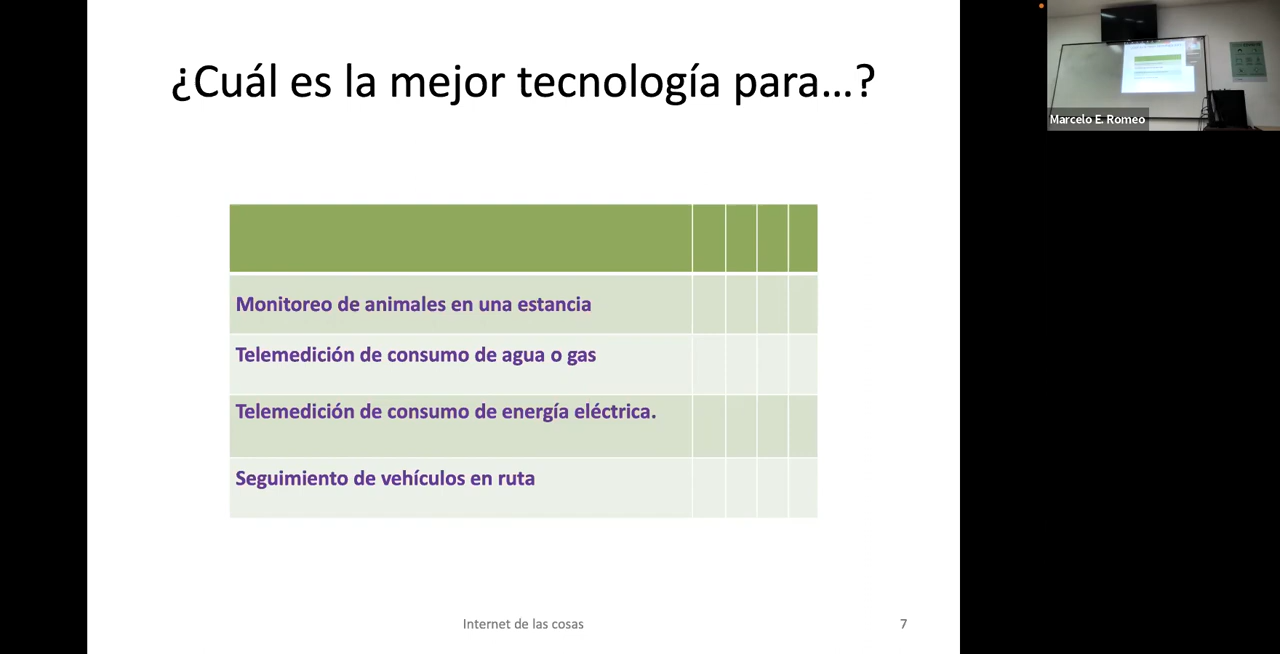 ¿Cuál es la mejor tecnología para...?
Monitoreo de animales en una estancia
Telemedición de consumo de agua o gas
Telemedición de consumo de energía eléctrica.
Seguimiento de vehículos en ruta
Internet de las cosas
7
Marcelo E. Romeo